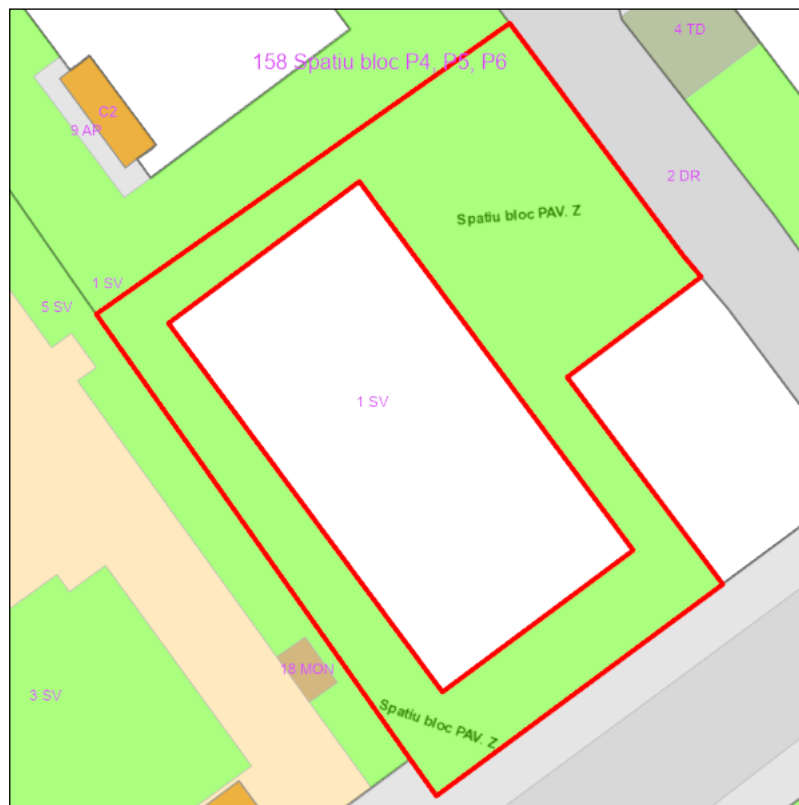 4 TD
158 Spatiu bloc P4, P5, P6
C2
9 AP
2 DR
Spatiu bloc PAV. Z
1 SV
5 SV
1 SV
18 MON
3 SV
Spatiu bloc PAV. Z